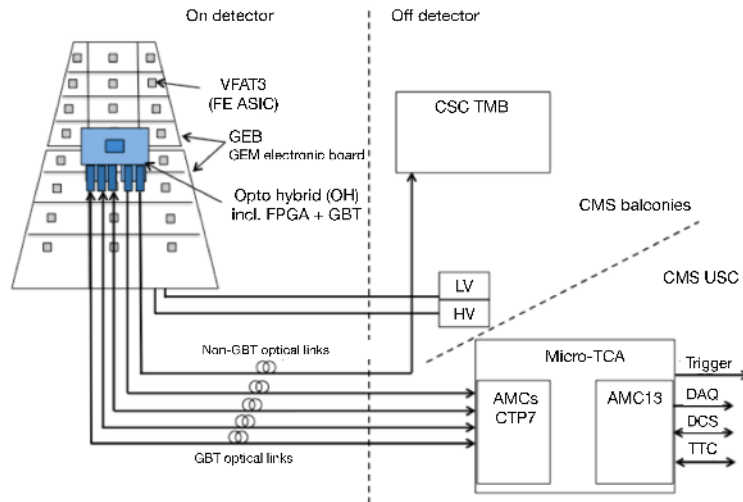 On detector
Off detector
VFAT3
(FE ASIC)
CSC TMB
GEB
GEM electronic board
Opto hybrid (OH)
incl. FPGA + GBT
CMS balconies
CMS USC
LV
HV
Non-GBT optical links
Micro-TCA
Trigger
AMCs
CTP7
AMC13
DAQ
DCS
TTC
GBT optical links